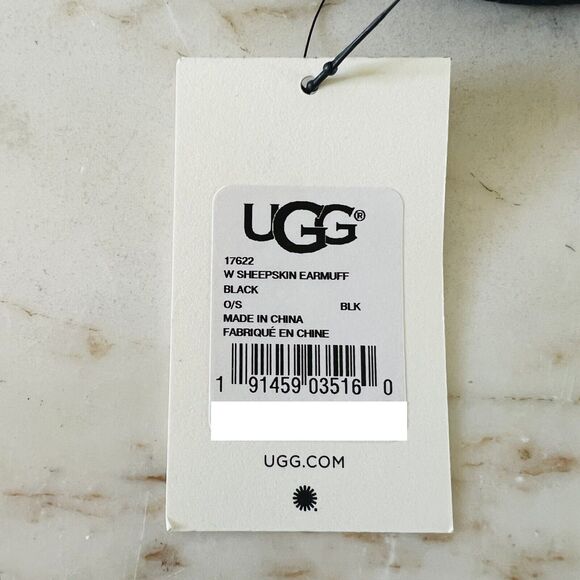 UGG®
17622
W SHEEPSKIN EARMUFF
BLACK
O/S BLK
MADE IN CHINA
FABRIQUÉ EN CHINE
1 91459 03516 0
UGG.COM